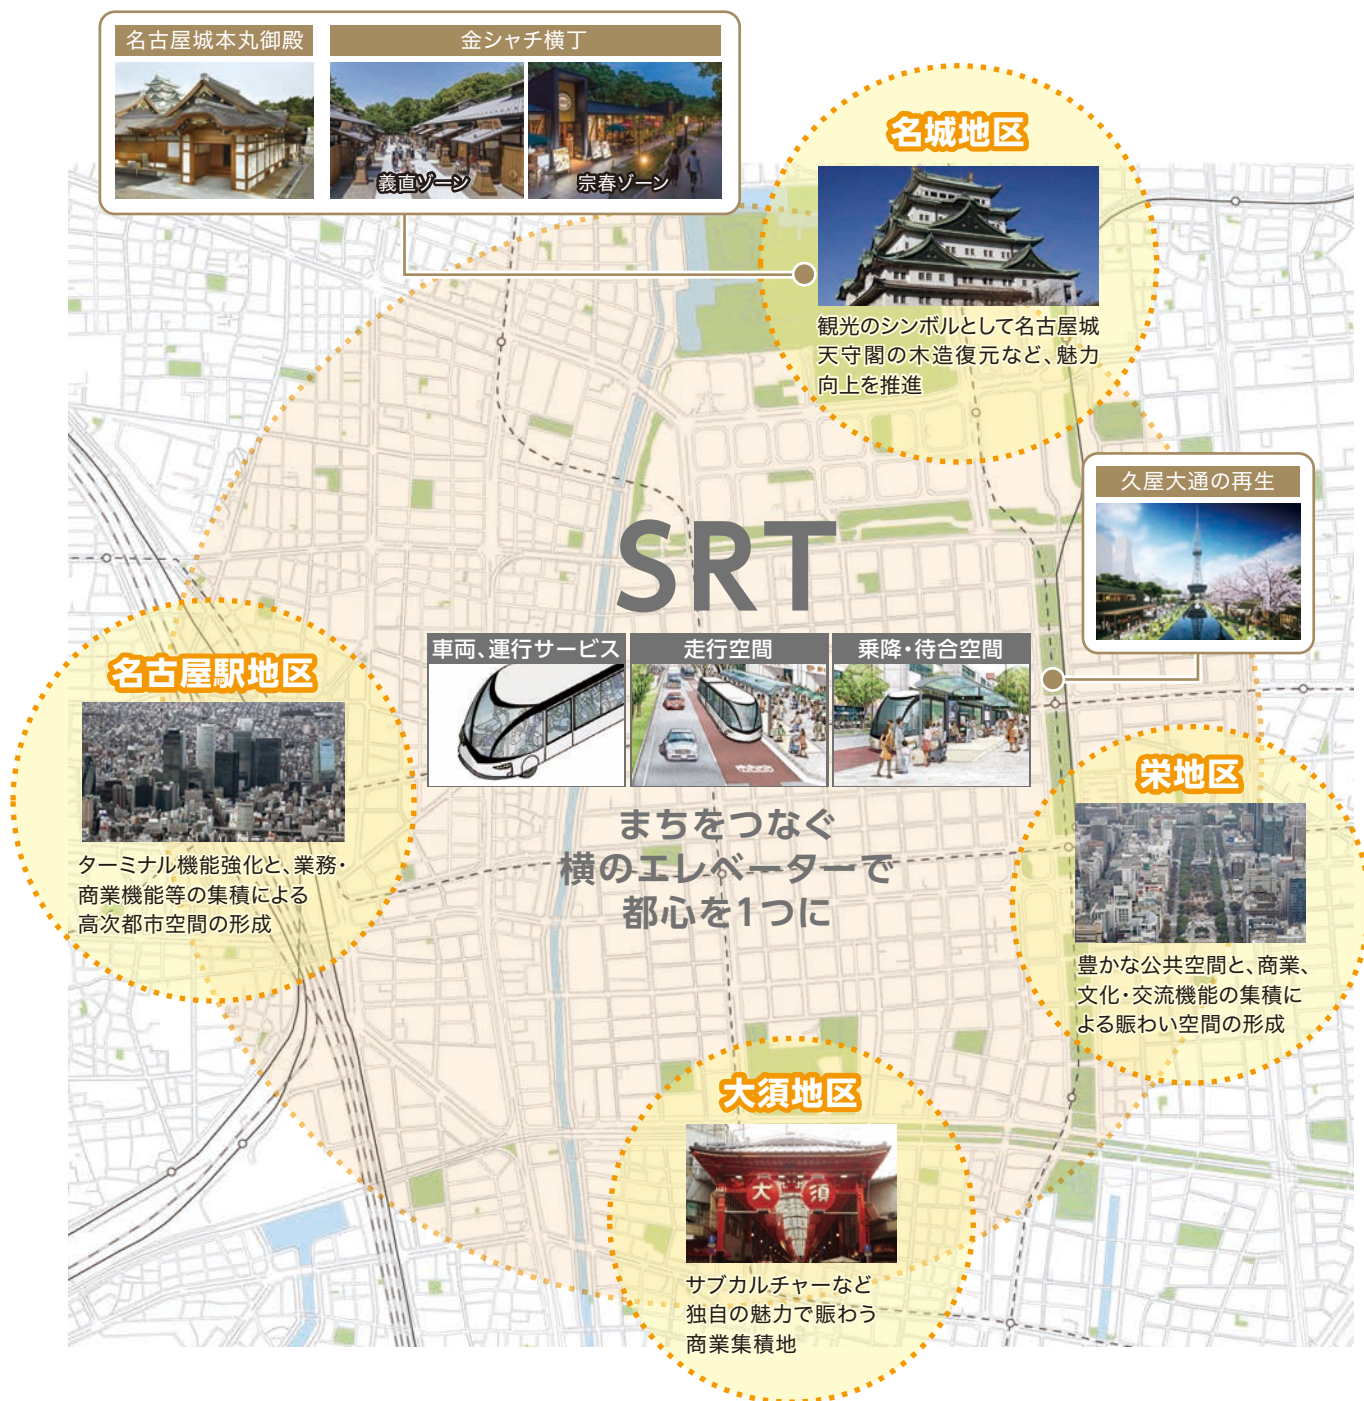 名古屋城本丸御殿
金シャチ横丁
義直ゾーン
宗春ゾーン
名城地区
観光のシンボルとして名古屋城
天守閣の木造復元など、魅力
向上を推進
久屋大通の再生
SRT
車両、運行サービス
走行空間
乗降・待合空間
まちをつなぐ
横のエレベーターで
都心を1つに
名古屋駅地区
ターミナル機能強化と、業務・
商業機能等の集積による
高次都市空間の形成
栄地区
豊かな公共空間と、商業、
文化・交流機能の集積に
よる賑わい空間の形成
大須地区
大 須
サブカルチャーなど
独自の魅力で賑わう
商業集積地